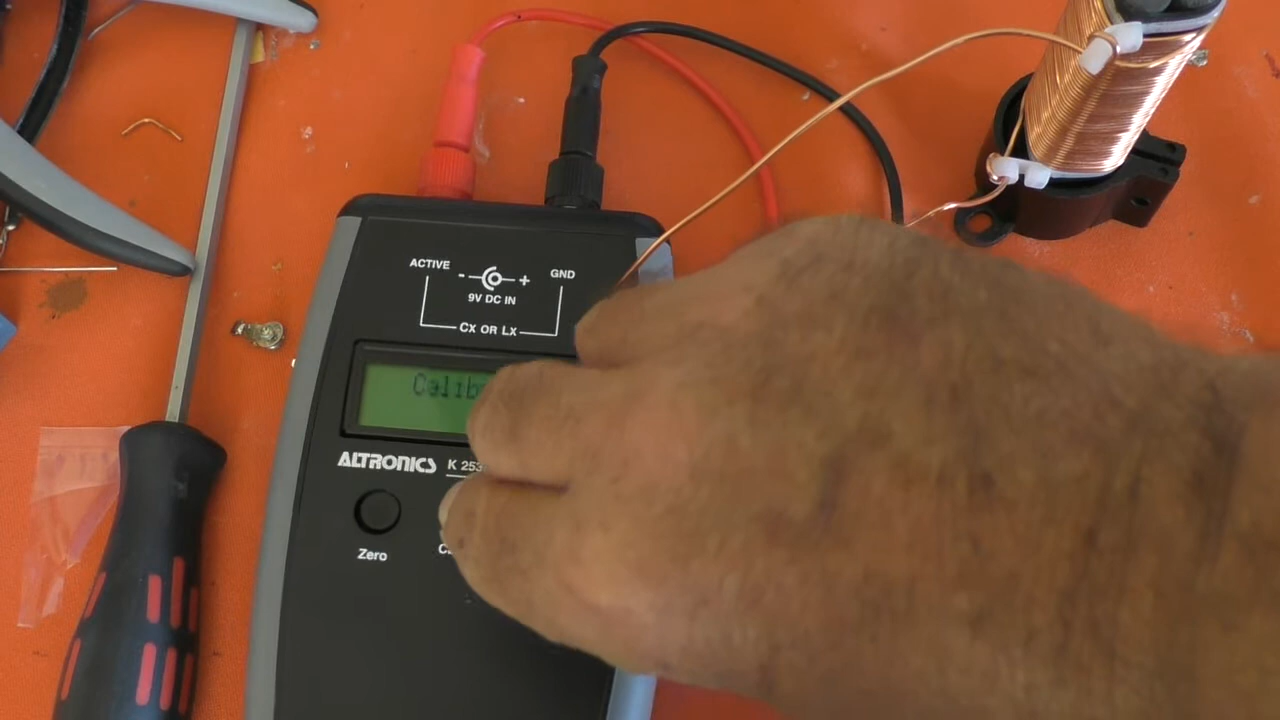 ACTIVE - + GND
9V DC IN
CX OR LX
ALTRONICS
Zero